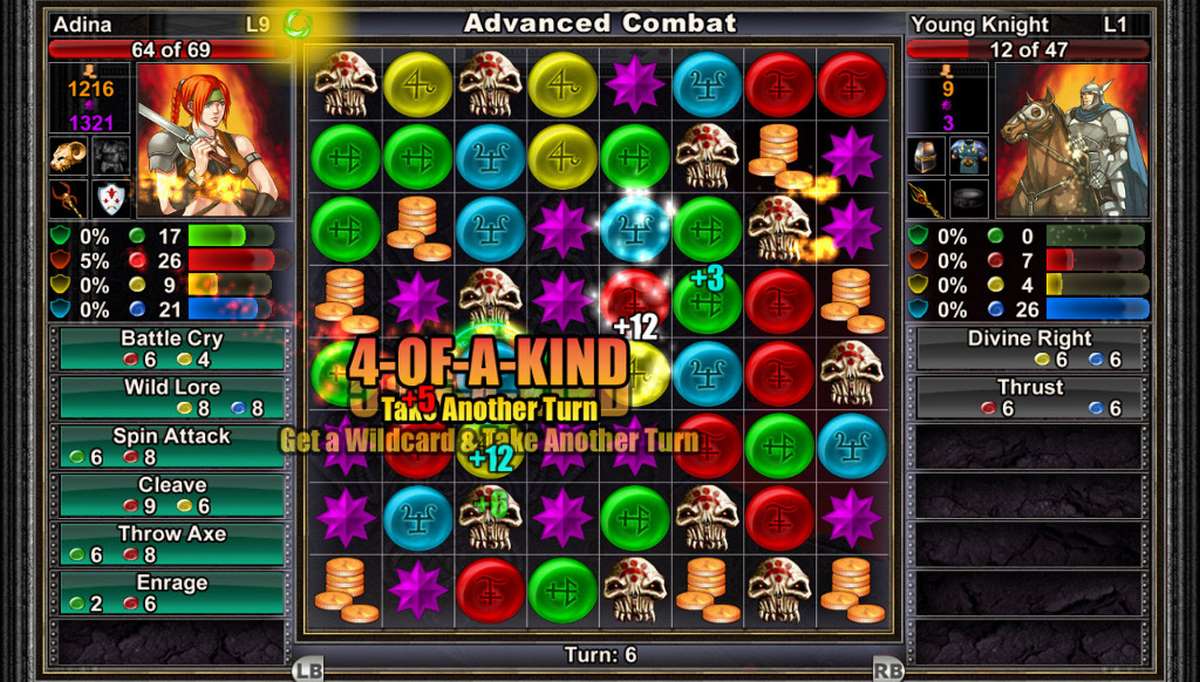 Adina L9
64 of 69
1216
1321
0% 17
5% 26
0% 9
0% 21
Battle Cry
6 4
Wild Lore
8 8
Spin Attack
6 8
Cleave
9 6
Throw Axe
6 8
Enrage
2 6
Advanced Combat
+3
+12
4-OF-A-KIND
+5
Take Another Turn
Get a Wildcard & Take Another Turn
+12
+6
Turn: 6
LB
RB
Young Knight L1
12 of 47
9
3
0% 0
0% 7
0% 4
0% 26
Divine Right
6 6
Thrust
6 6